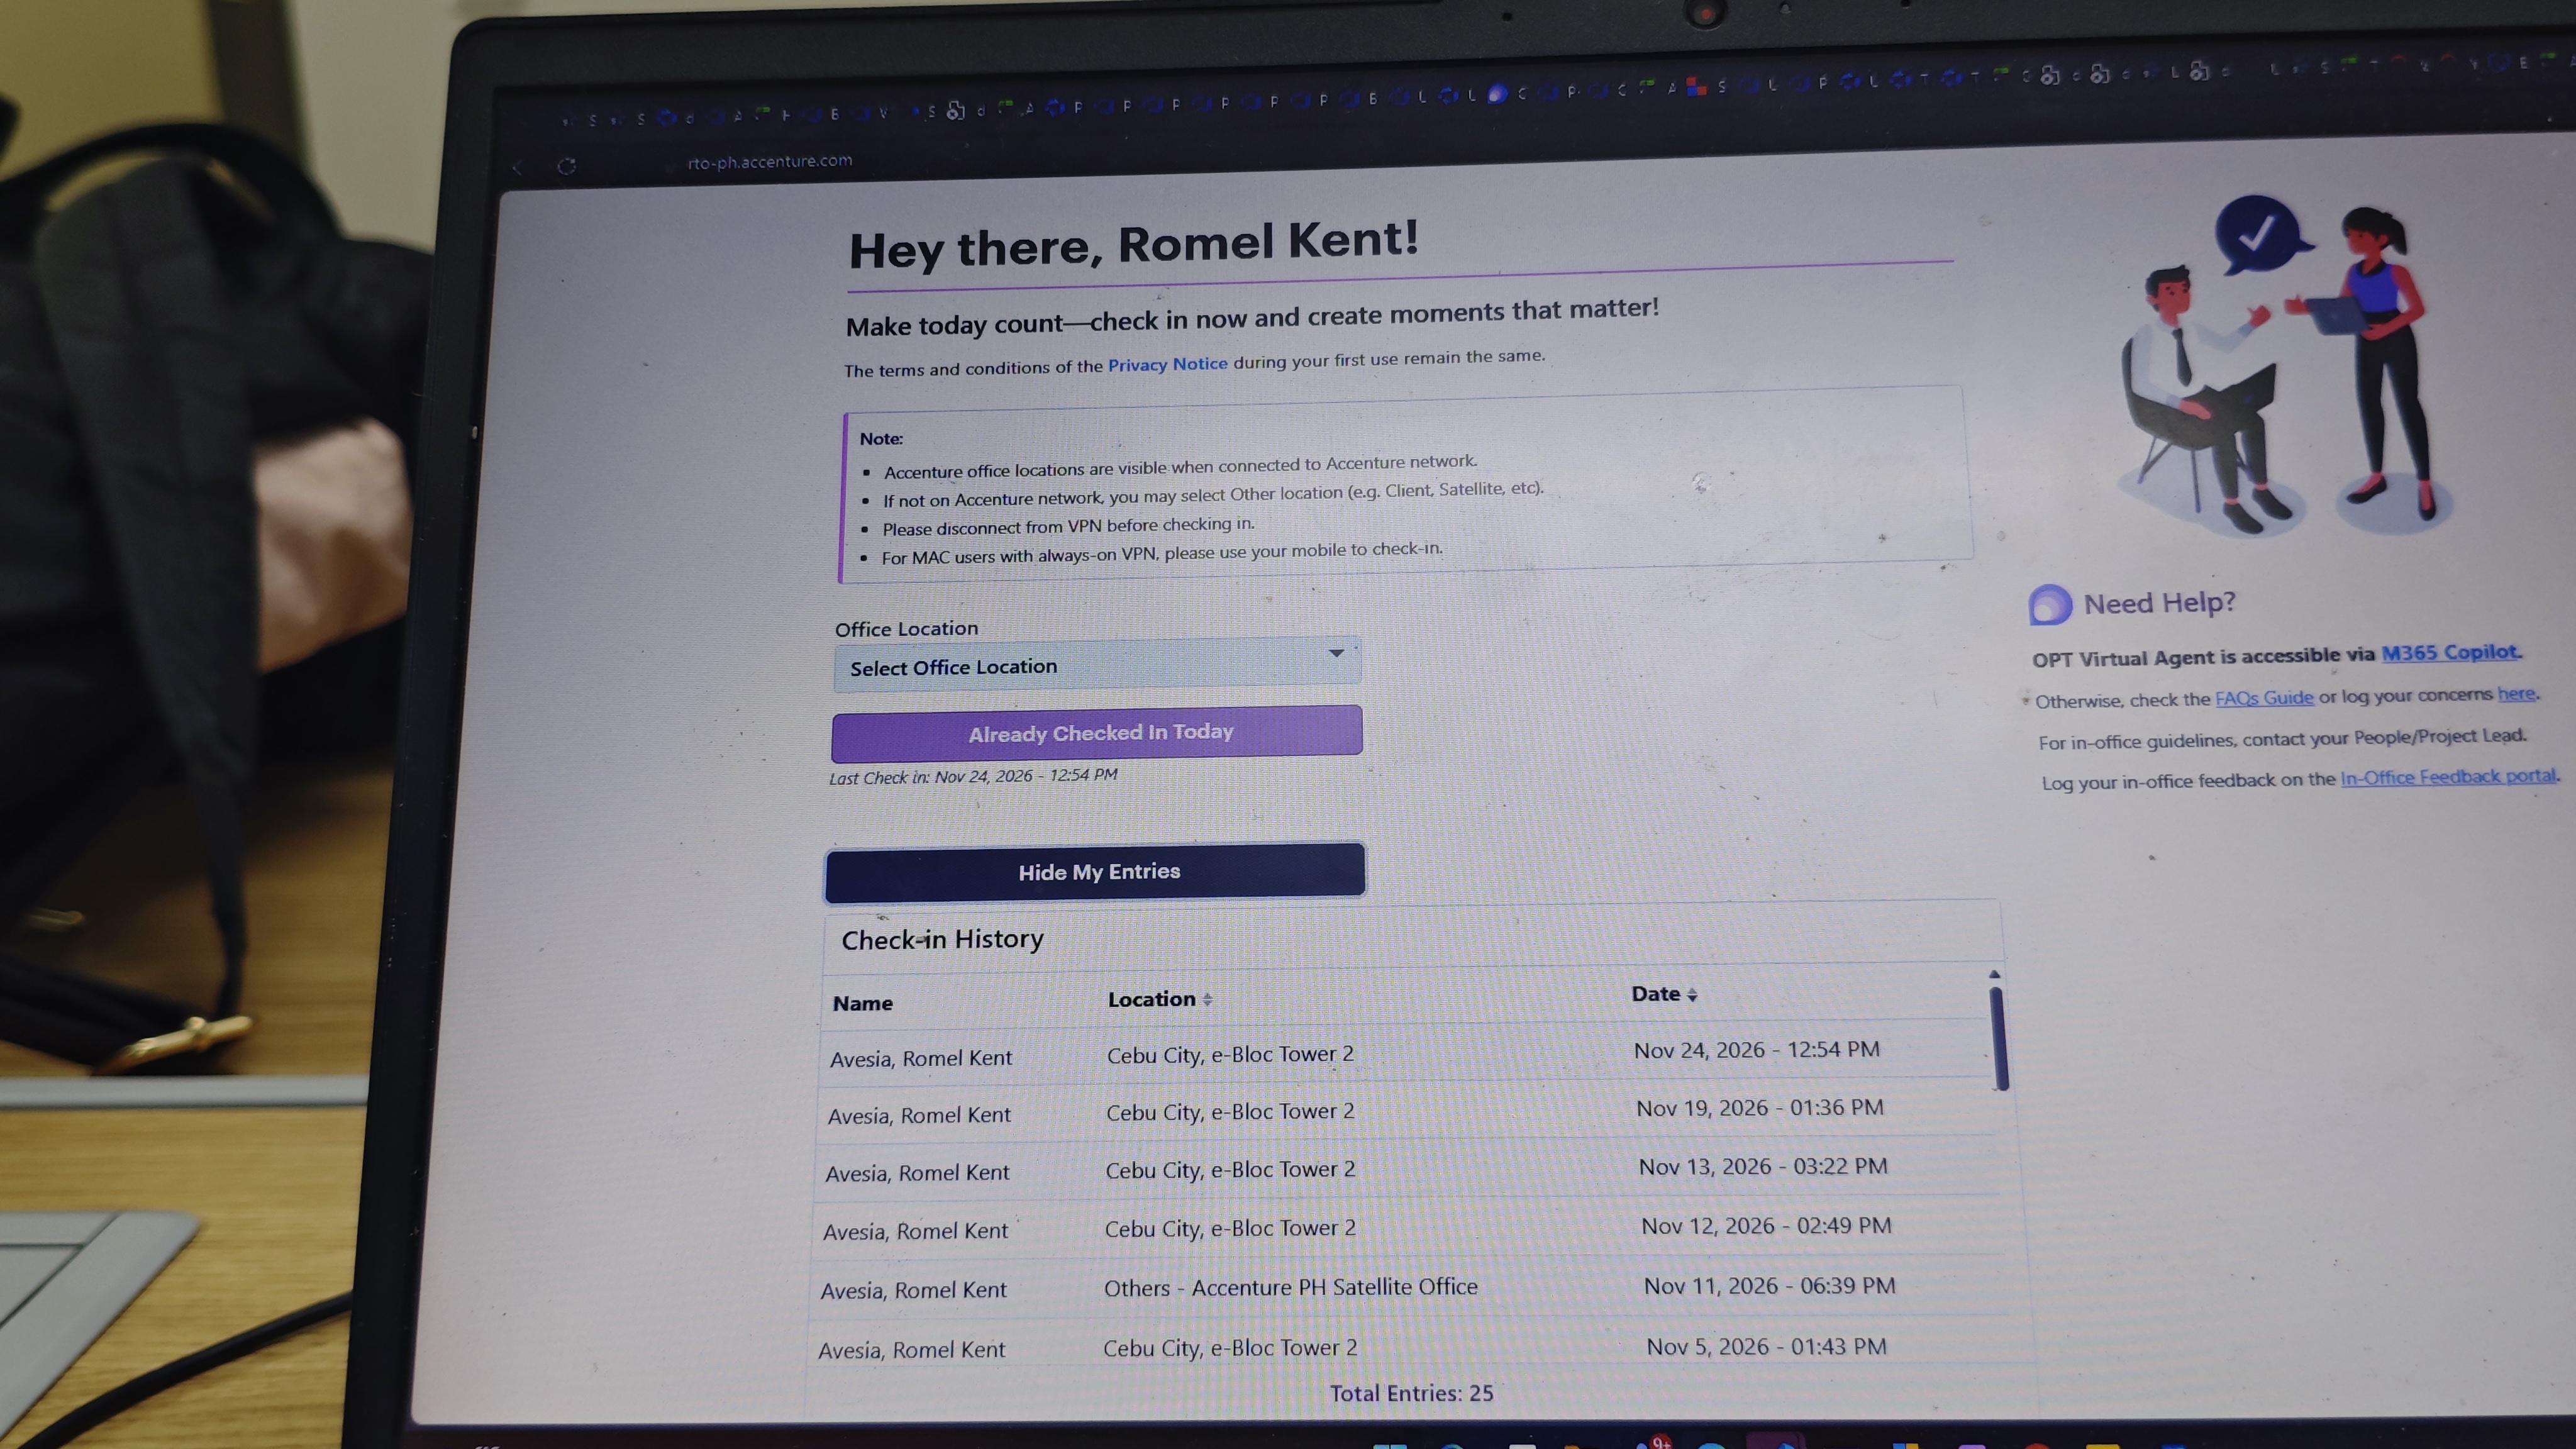 rto-ph.accenture.com
Hey there, Romel Kent!
Make today count—check in now and create moments that matter!
The terms and conditions of the Privacy Notice during your first use remain the same.
Note:
Accenture office locations are visible when connected to Accenture network.
If not on Accenture network, you may select Other location (e.g. Client, Satellite, etc).
Please disconnect from VPN before checking in.
For MAC users with always-on VPN, please use your mobile to check-in.
Office Location
Select Office Location
Already Checked In Today
Last Check in: Nov 24, 2026 - 12:54 PM
Hide My Entries
Check-in History
Name Location Date
Avesia, Romel Kent Cebu City, e-Bloc Tower 2 Nov 24, 2026 - 12:54 PM
Avesia, Romel Kent Cebu City, e-Bloc Tower 2 Nov 19, 2026 - 01:36 PM
Avesia, Romel Kent Cebu City, e-Bloc Tower 2 Nov 13, 2026 - 03:22 PM
Avesia, Romel Kent Cebu City, e-Bloc Tower 2 Nov 12, 2026 - 02:49 PM
Avesia, Romel Kent Others - Accenture PH Satellite Office Nov 11, 2026 - 06:39 PM
Avesia, Romel Kent Cebu City, e-Bloc Tower 2 Nov 5, 2026 - 01:43 PM
Total Entries: 25
Need Help?
OPT Virtual Agent is accessible via M365 Copilot.
Otherwise, check the FAQs Guide or log your concerns here.
For in-office guidelines, contact your People/Project Lead.
Log your in-office feedback on the In-Office Feedback portal.
9+